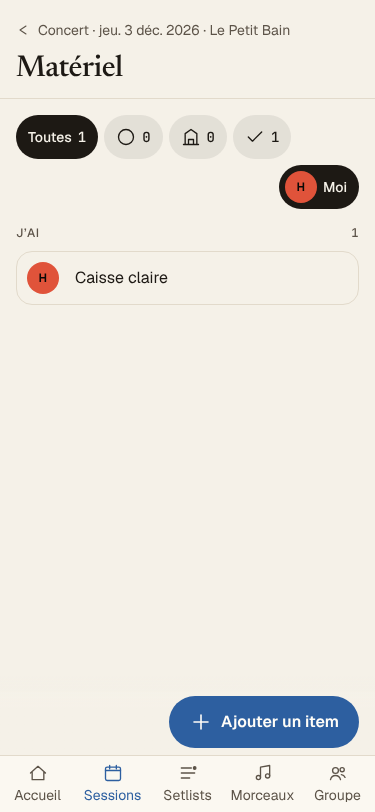 Concert · jeu. 3 déc. 2026 · Le Petit Bain
Matériel
Toutes 1 0 0 1
H Moi
J'AI 1
H Caisse claire
Ajouter un item
Accueil Sessions Setlists Morceaux Groupe